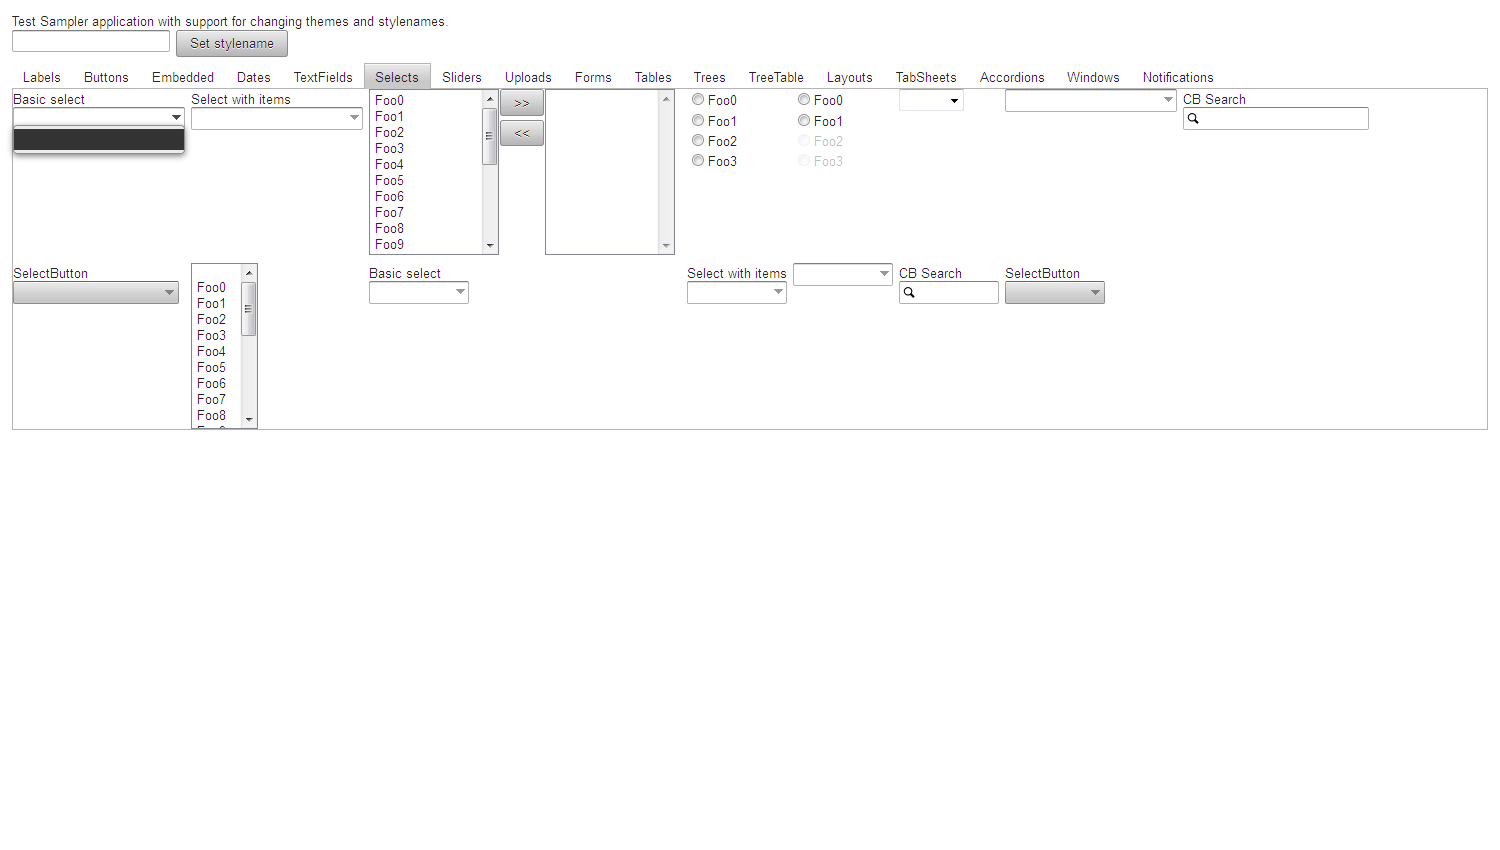 Test Sampler application with support for changing themes and stylenames.
Set stylename
Labels Buttons Embedded Dates TextFields Selects Sliders Uploads Forms Tables Trees TreeTable Layouts TabSheets Accordions Windows Notifications
Basic select
Select with items
Foo0
Foo1
Foo2
Foo3
Foo4
Foo5
Foo6
Foo7
Foo8
Foo9
>>
<<
Foo0
Foo1
Foo2
Foo3
Foo0
Foo1
Foo2
Foo3
CB Search
SelectButton
Foo0
Foo1
Foo2
Foo3
Foo4
Foo5
Foo6
Foo7
Foo8
Basic select
Select with items
CB Search
SelectButton